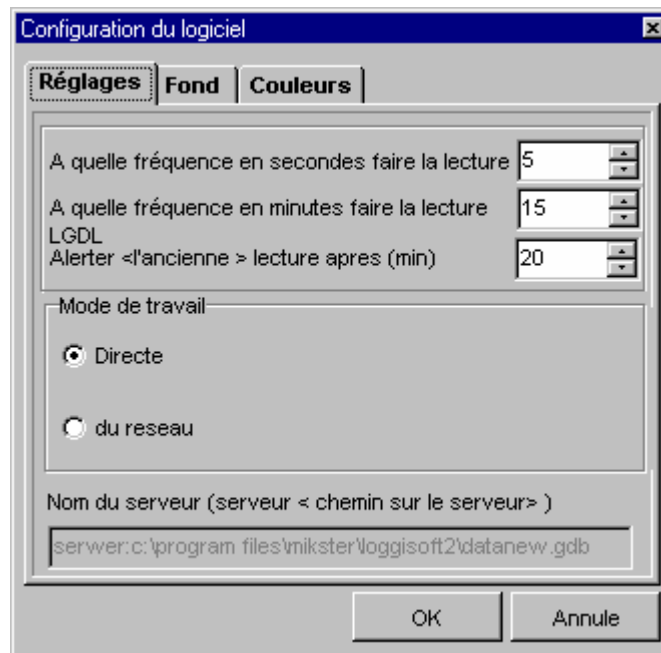 Configuration du logiciel
Réglages Fond Couleurs
A quelle fréquence en secondes faire la lecture 5
A quelle fréquence en minutes faire la lecture 15
LGDL
Alerter <l'ancienne > lecture apres (min) 20
Mode de travail
Directe
du reseau
Nom du serveur (serveur < chemin sur le serveur> )
serwer:c:\program files\mikster\loggisoft2\datanew.gdb
OK Annule